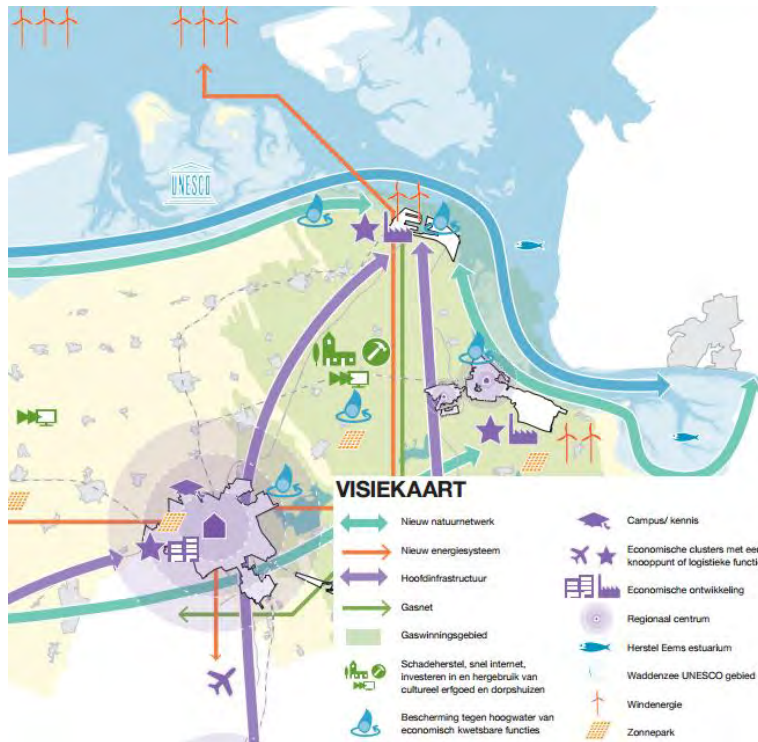 UNESCO
VISIEKAART
Nieuw natuurnetwerk
Nieuw energiesysteem
Hoofdinfrastructuur
Gasnet
Gaswinningsgebied
Schadeherstel, snel internet,
investeren in en hergebruik van
cultureel erfgoed en dorpshuizen
Bescherming tegen hoogwater van
economisch kwetsbare functies
Campus/ kennis
Economische clusters met een
knooppunt of logistieke functi
Economische ontwikkeling
Regionaal centrum
Herstel Eems estuarium
Waddenzee UNESCO gebied
Windenergie
Zonnepark